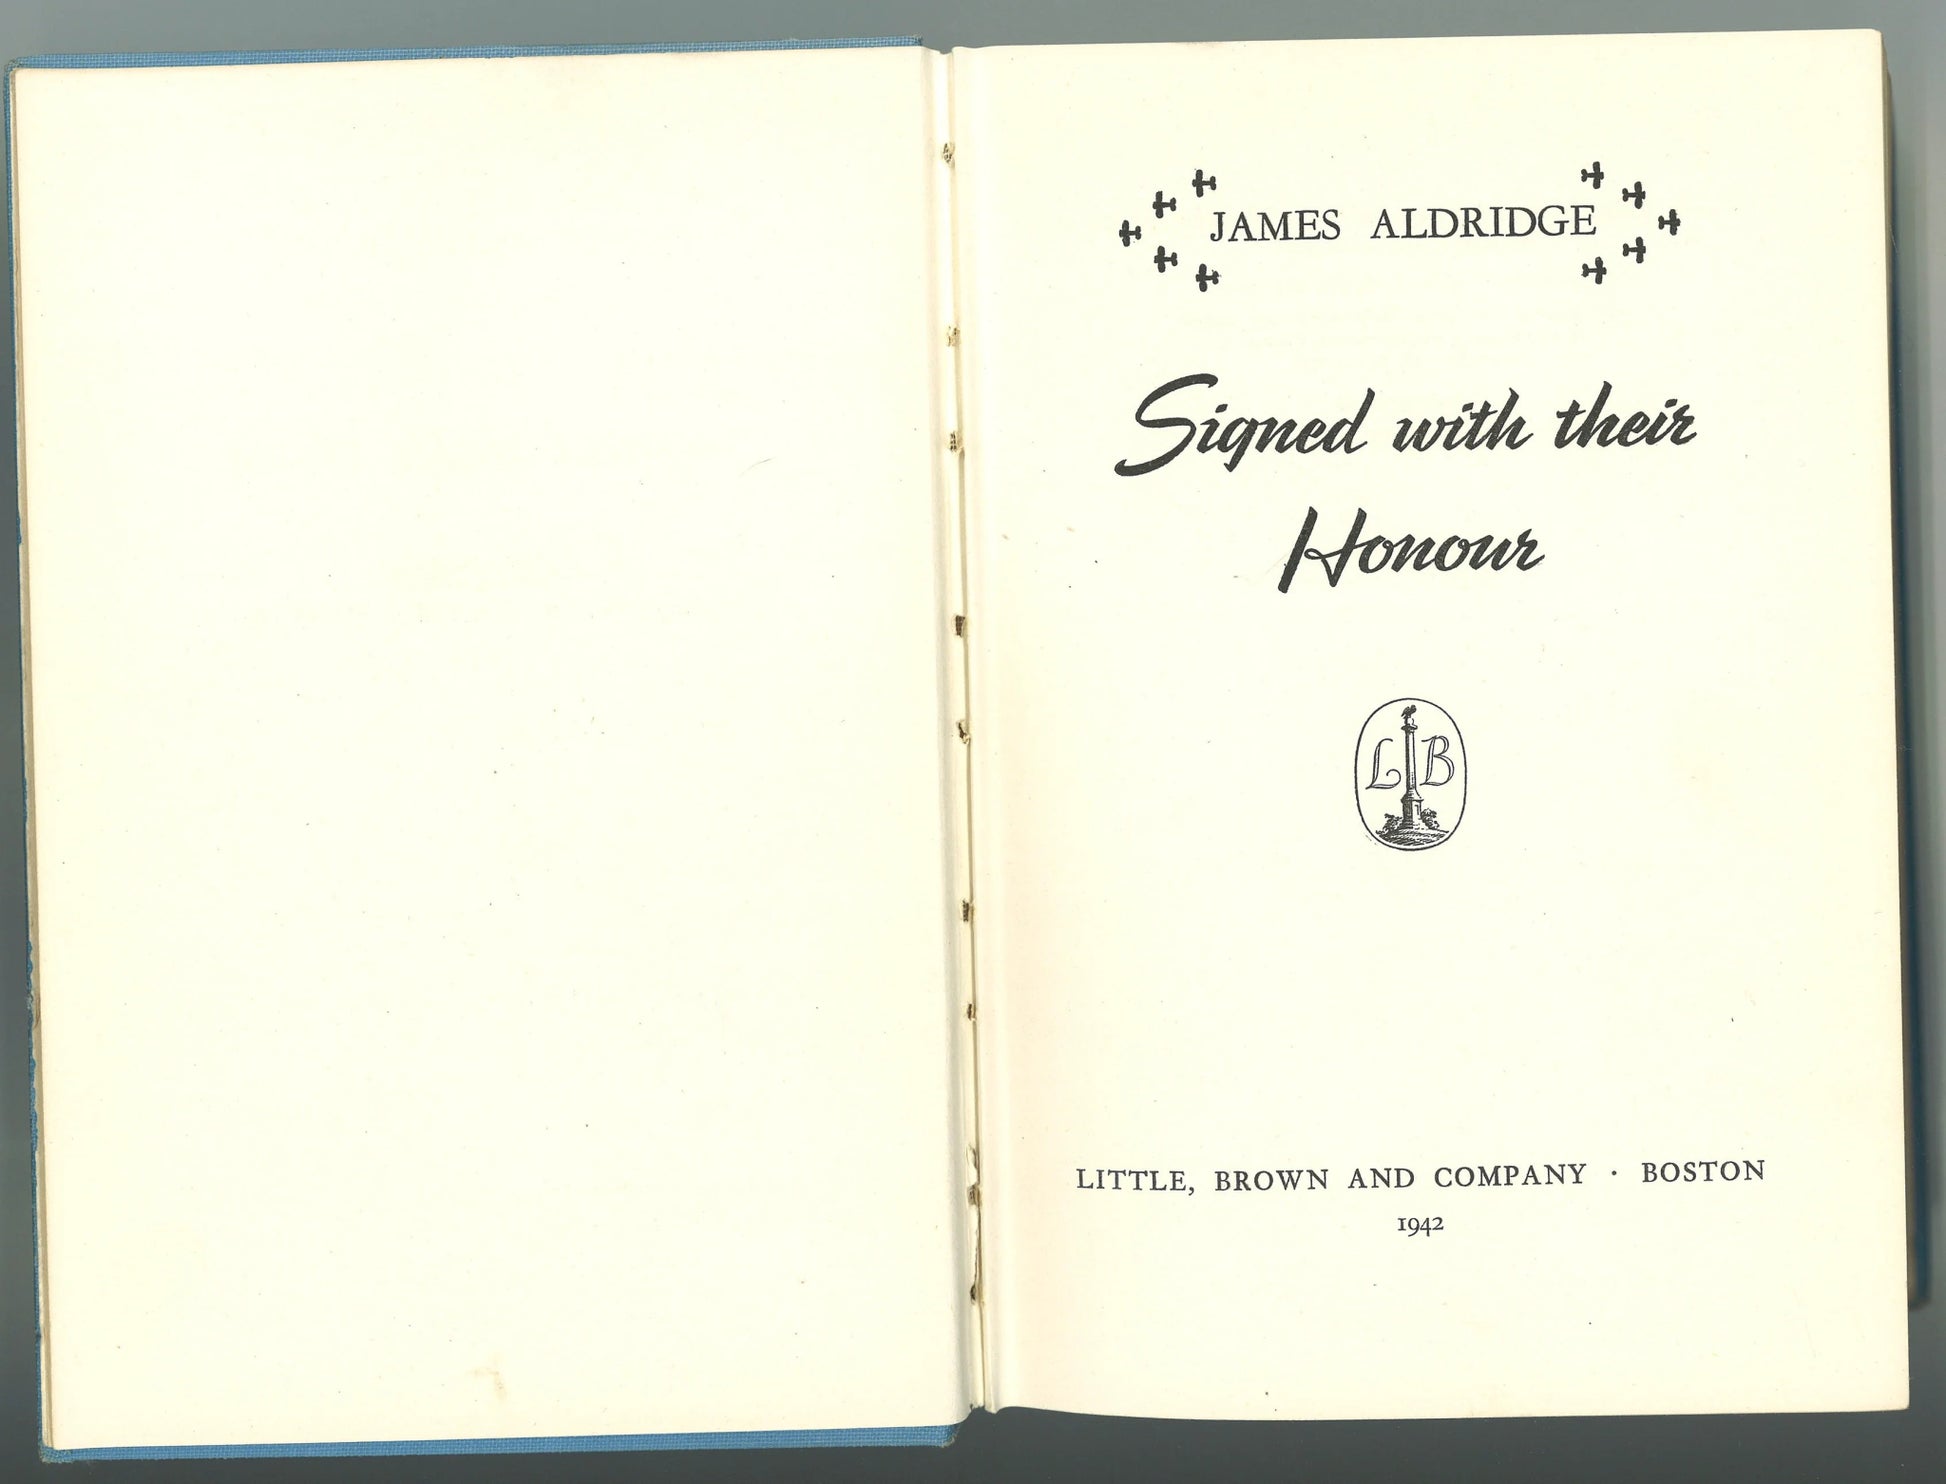 JAMES ALDRIDGE
Signed with their
Honour
L B
LITTLE, BROWN AND COMPANY · BOSTON
1942